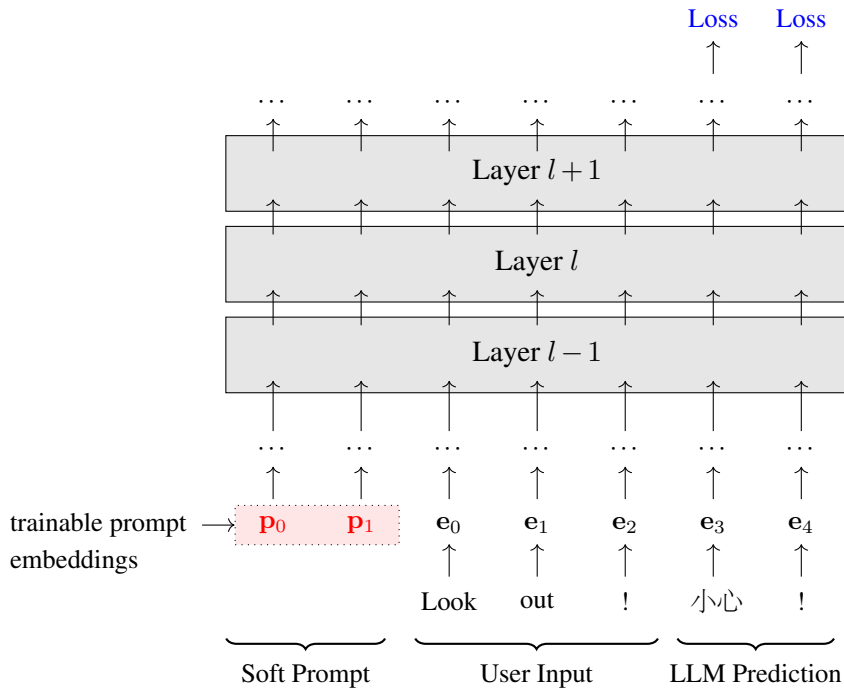 Loss Loss
... ... ... ... ... ... ...
Layer l + 1
Layer l
Layer l − 1
... ... ... ... ... ... ...
trainable prompt
embeddings
p₀ p₁ e₀ e₁ e₂ e₃ e₄
Look out ! 小心 !
Soft Prompt User Input LLM Prediction